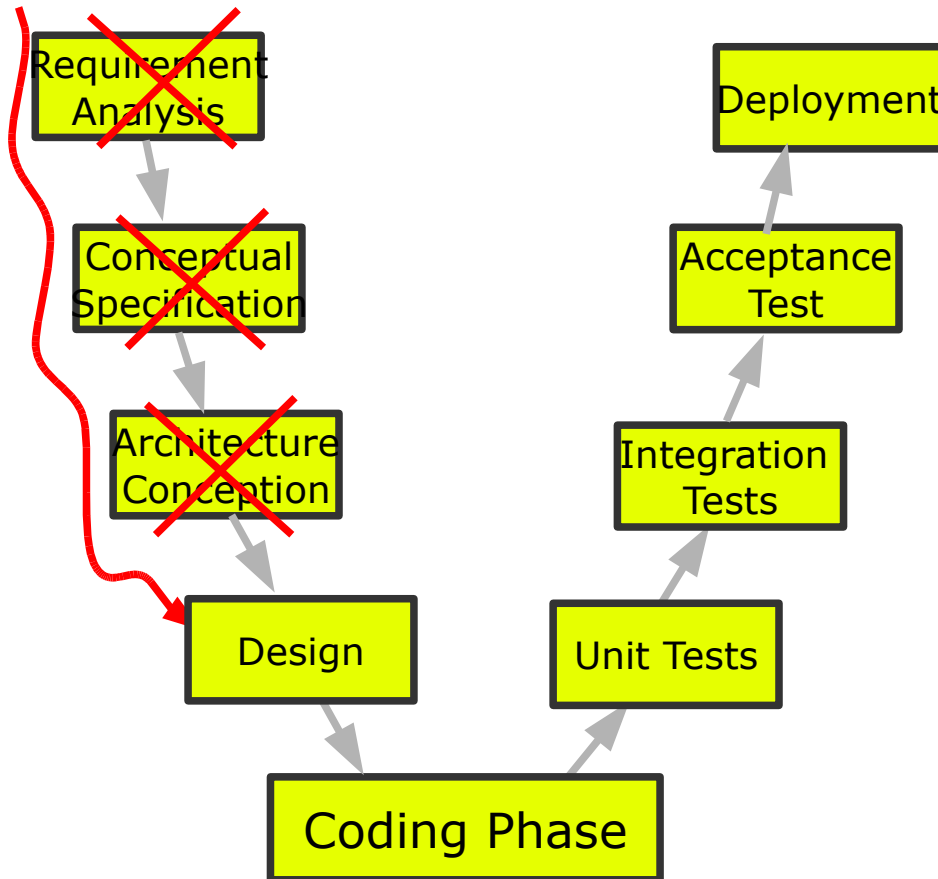 Requirement
Analysis
Conceptual
Specification
Architecture
Conception
Design
Coding Phase
Unit Tests
Integration
Tests
Acceptance
Test
Deployment